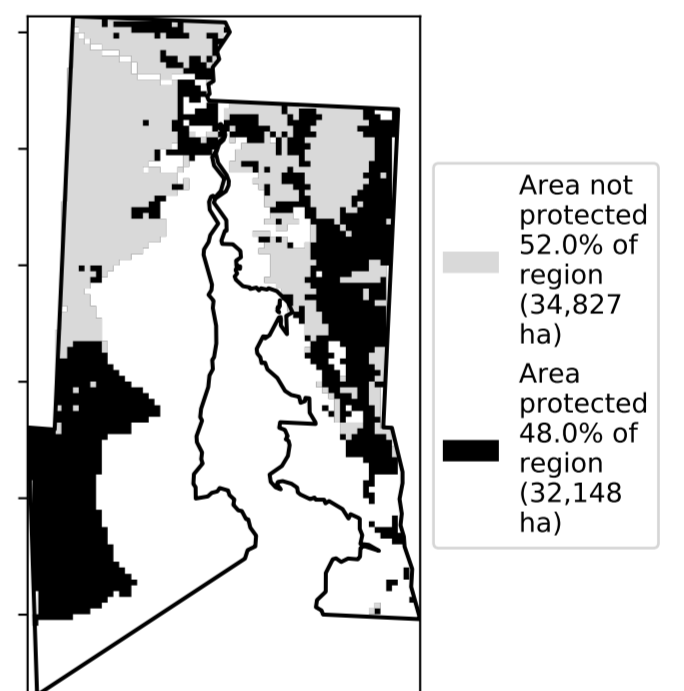 Area not
protected
52.0% of
region
(34,827
ha)
Area
protected
48.0% of
region
(32,148
ha)